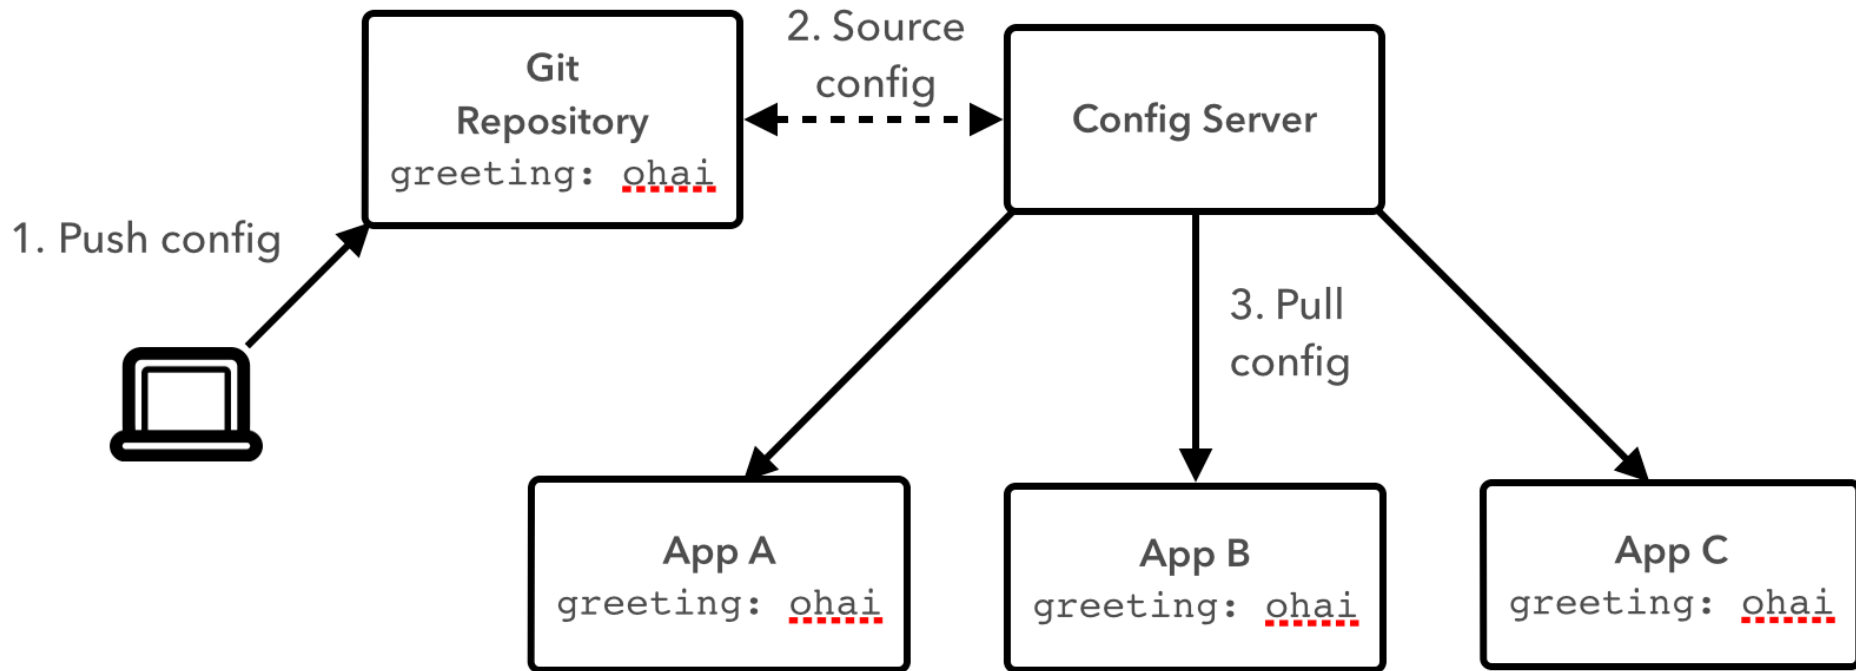 Git
Repository
greeting: ohai
2. Source
config
Config Server
1. Push config
3. Pull
config
App A
greeting: ohai
App B
greeting: ohai
App C
greeting: ohai